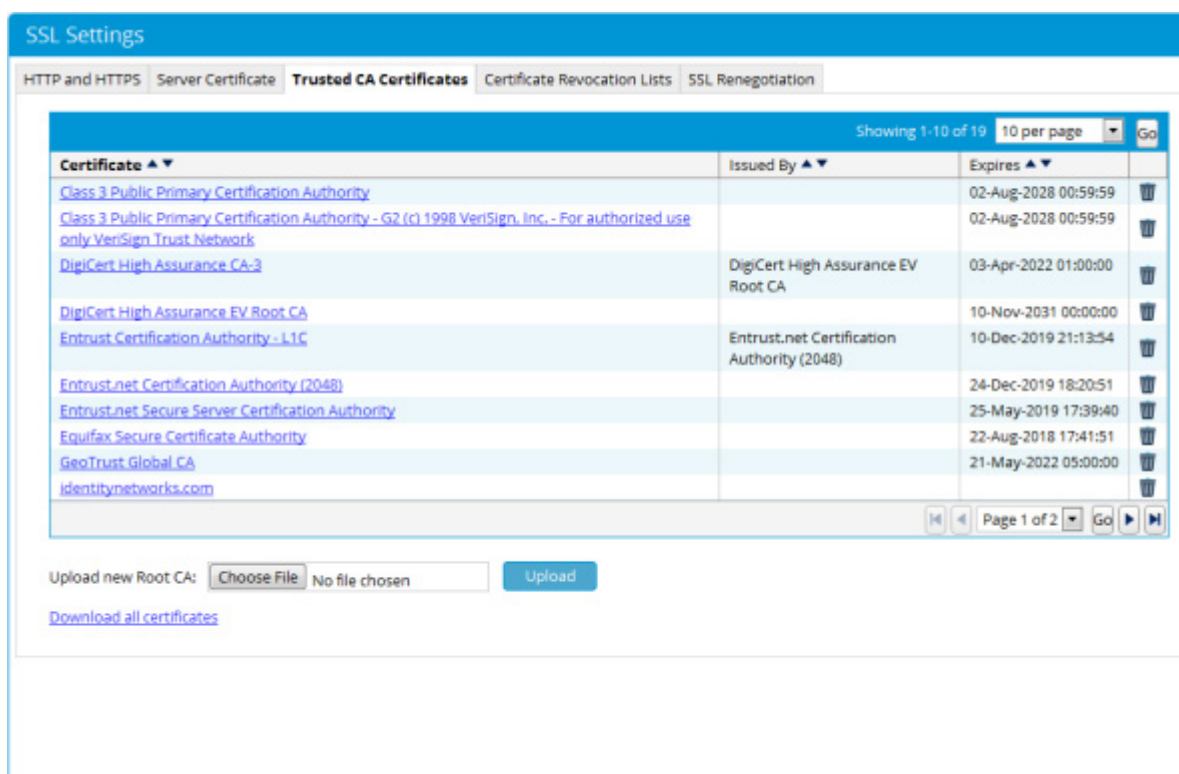 SSL Settings
HTTP and HTTPS Server Certificate Trusted CA Certificates Certificate Revocation Lists SSL Renegotiation
Showing 1-10 of 19 10 per page Go
Certificate Issued By Expires
Class 3 Public Primary Certification Authority 02-Aug-2028 00:59:59
Class 3 Public Primary Certification Authority - G2 (c) 1998 VeriSign, Inc. - For authorized use 02-Aug-2028 00:59:59
only VeriSign Trust Network
DigiCert High Assurance CA-3 DigiCert High Assurance EV 03-Apr-2022 01:00:00
Root CA
DigiCert High Assurance EV Root CA 10-Nov-2031 00:00:00
Entrust Certification Authority - L1C Entrust.net Certification 10-Dec-2019 21:13:54
Authority (2048)
Entrust.net Certification Authority (2048) 24-Dec-2019 18:20:51
Entrust.net Secure Server Certification Authority 25-May-2019 17:39:40
Equifax Secure Certificate Authority 22-Aug-2018 17:41:51
GeoTrust Global CA 21-May-2022 05:00:00
identitynetworks.com
Page 1 of 2 Go
Upload new Root CA: Choose File No file chosen Upload
Download all certificates